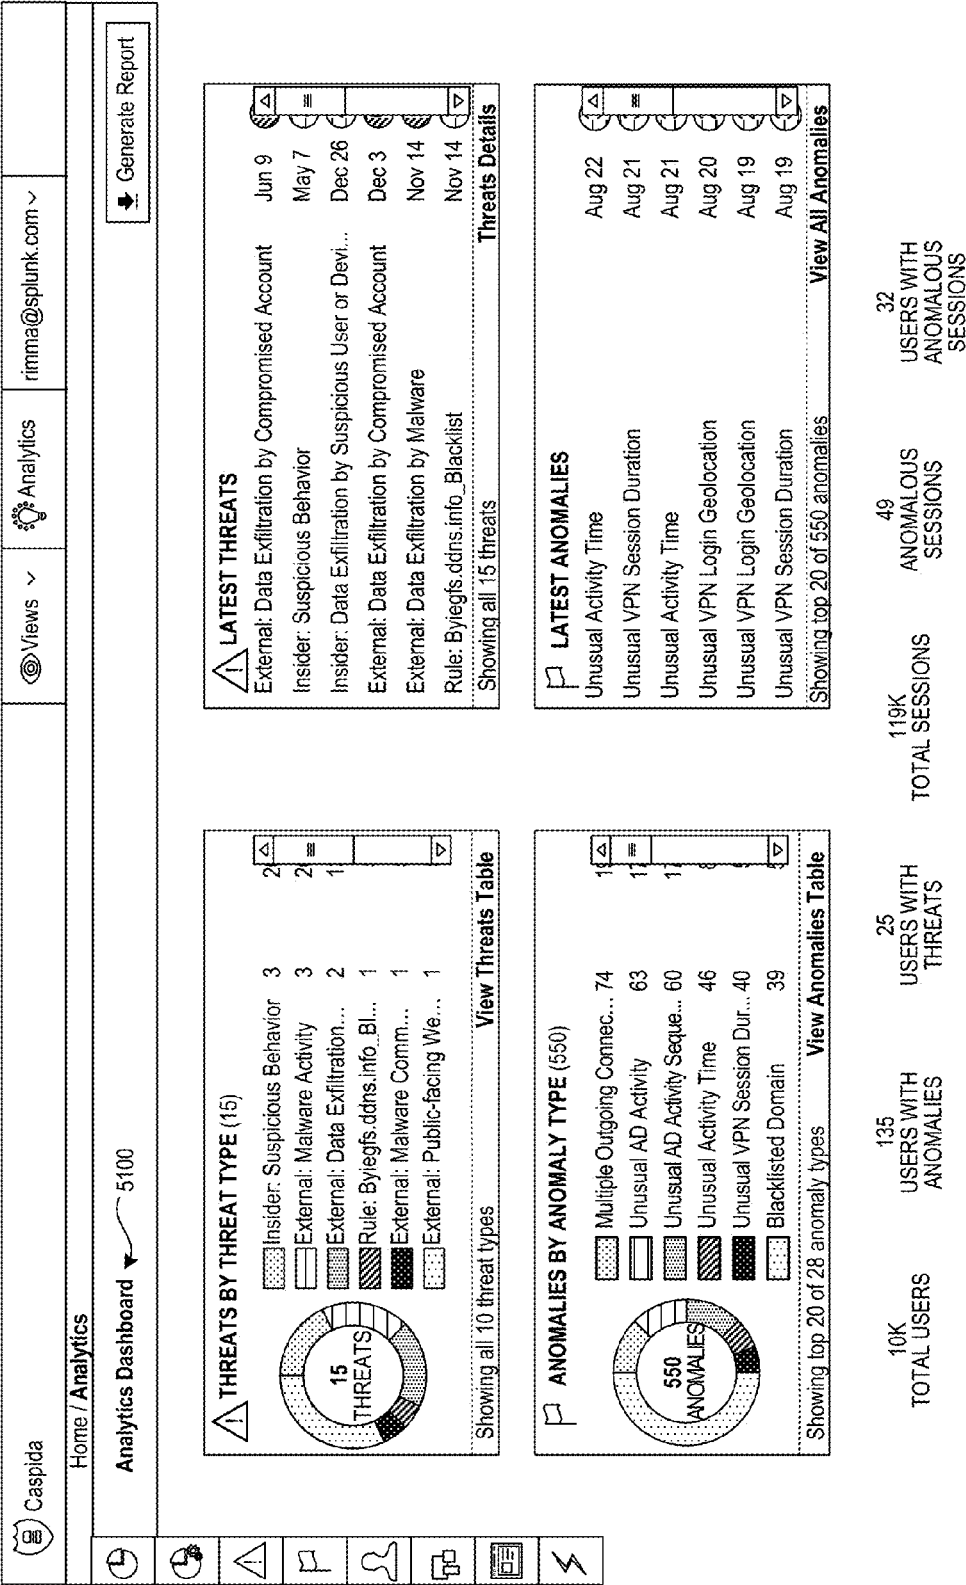 Caspida
Views
Analytics
rimma@splunk.com
Home / Analytics
Analytics Dashboard
5100
Generate Report
THREATS BY THREAT TYPE (15)
15
THREATS
Insider: Suspicious Behavior 3
External: Malware Activity 3
External: Data Exfiltration... 2
Rule: Byiegfs.ddns.info_Bl... 1
External: Malware Comm... 1
External: Public-facing We... 1
Showing all 10 threat types
View Threats Table
LATEST THREATS
External: Data Exfiltration by Compromised Account Jun 9
Insider: Suspicious Behavior May 7
Insider: Data Exfiltration by Suspicious User or Devi... Dec 26
External: Data Exfiltration by Compromised Account Dec 3
External: Data Exfiltration by Malware Nov 14
Rule: Byiegfs.ddns.info_Blacklist Nov 14
Showing all 15 threats
Threats Details
ANOMALIES BY ANOMALY TYPE (550)
550
ANOMALIES
Multiple Outgoing Connec... 74
Unusual AD Activity 63
Unusual AD Activity Seque... 60
Unusual Activity Time 46
Unusual VPN Session Dur... 40
Blacklisted Domain 39
Showing top 20 of 28 anomaly types
View Anomalies Table
LATEST ANOMALIES
Unusual Activity Time Aug 22
Unusual VPN Session Duration Aug 21
Unusual Activity Time Aug 21
Unusual VPN Login Geolocation Aug 20
Unusual VPN Login Geolocation Aug 19
Unusual VPN Session Duration Aug 19
Showing top 20 of 550 anomalies
View All Anomalies
10K
TOTAL USERS
135
USERS WITH
ANOMALIES
25
USERS WITH
THREATS
119K
TOTAL SESSIONS
49
ANOMALOUS
SESSIONS
32
USERS WITH
ANOMALOUS
SESSIONS